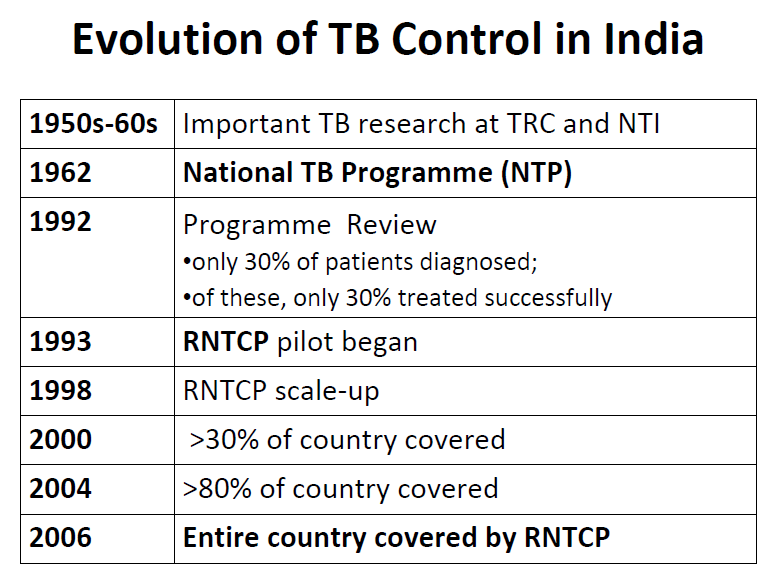 Evolution of TB Control in India
1950s-60s Important TB research at TRC and NTI
1962 National TB Programme (NTP)
1992 Programme Review
•only 30% of patients diagnosed;
•of these, only 30% treated successfully
1993 RNTCP pilot began
1998 RNTCP scale-up
2000 >30% of country covered
2004 >80% of country covered
2006 Entire country covered by RNTCP